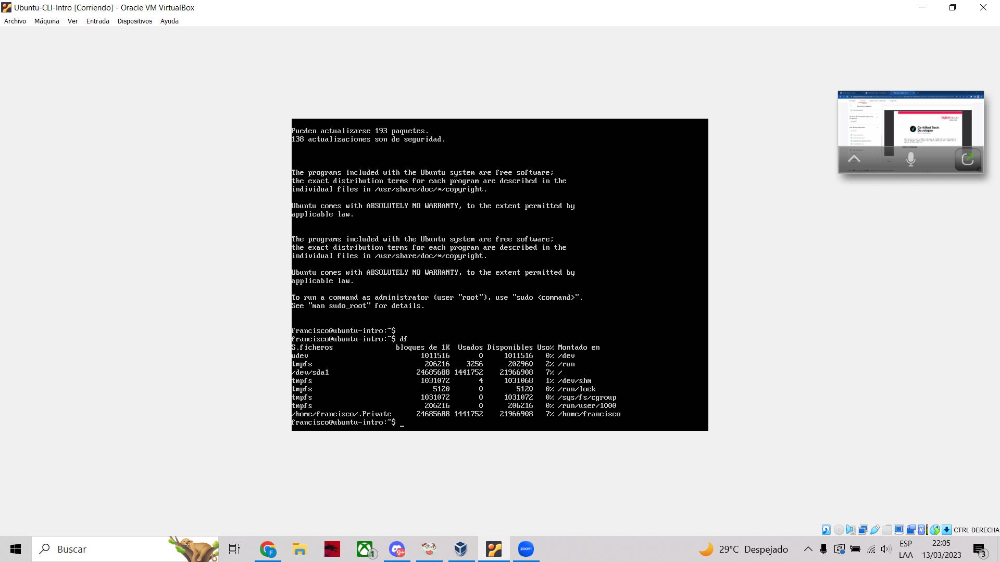 Ubuntu-CLI-Intro [Corriendo] - Oracle VM VirtualBox
Archivo Máquina Ver Entrada Dispositivos Ayuda
Pueden actualizarse 193 paquetes.
138 actualizaciones son de seguridad.
The programs included with the Ubuntu system are free software;
the exact distribution terms for each program are described in the
individual files in /usr/share/doc/*/copyright.
Ubuntu comes with ABSOLUTELY NO WARRANTY, to the extent permitted by
applicable law.
The programs included with the Ubuntu system are free software;
the exact distribution terms for each program are described in the
individual files in /usr/share/doc/*/copyright.
Ubuntu comes with ABSOLUTELY NO WARRANTY, to the extent permitted by
applicable law.
To run a command as administrator (user "root"), use "sudo <command>".
See "man sudo_root" for details.
francisco@ubuntu-intro:~$
francisco@ubuntu-intro:~$ df
S.ficheros bloques de 1K Usados Disponibles Uso% Montado en
udev 1011516 0 1011516 0% /dev
tmpfs 206216 3256 202960 2% /run
/dev/sda1 24685688 1441752 21966908 7% /
tmpfs 1031072 4 1031068 1% /dev/shm
tmpfs 5120 0 5120 0% /run/lock
tmpfs 1031072 0 1031072 0% /sys/fs/cgroup
tmpfs 206216 0 206216 0% /run/user/1000
/home/francisco/.Private 24685688 1441752 21966908 7% /home/francisco
francisco@ubuntu-intro:~$ _
DigitalHouse
Certified Tech
Developer
CTRL DERECHA
Buscar
F
1
9+
zoom
29°C Despejado
ESP
LAA
22:05
13/03/2023
3